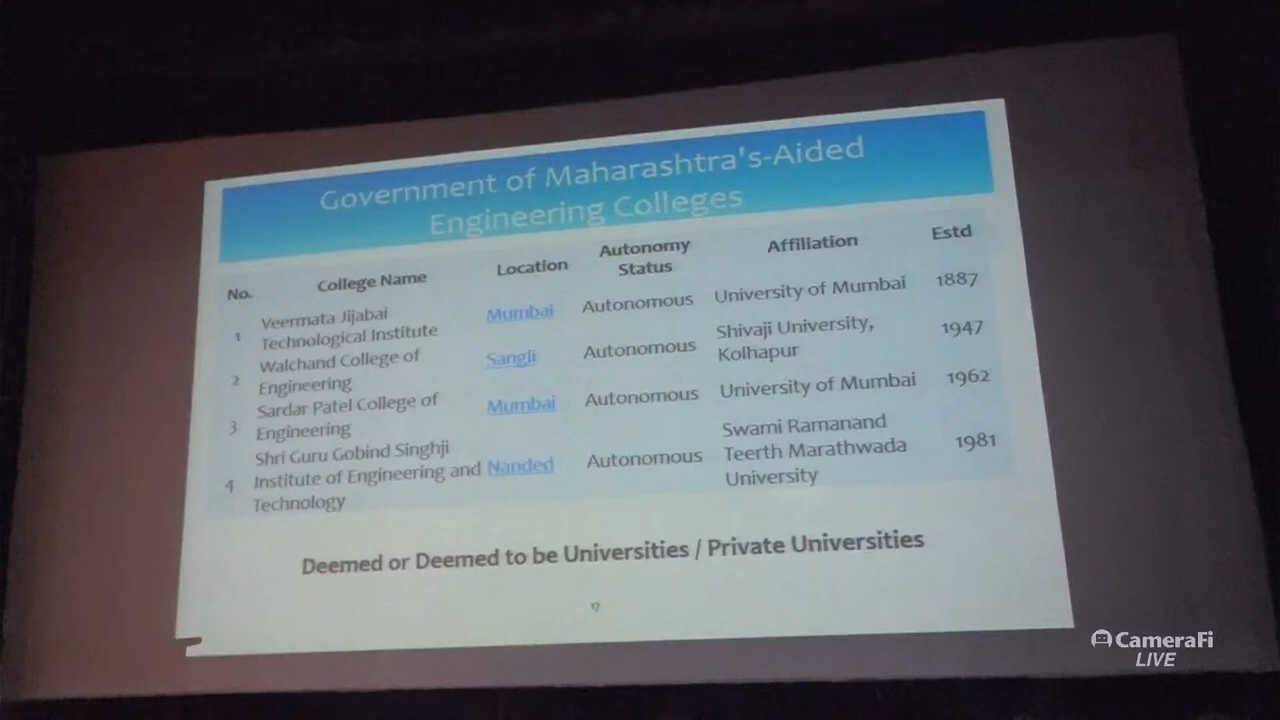 Government of Maharashtra's-Aided
Engineering Colleges
No. College Name Location Autonomy Status Affiliation Estd
1 Veermata Jijabai Technological Institute Mumbai Autonomous University of Mumbai 1887
2 Walchand College of Engineering Sangli Autonomous Shivaji University, Kolhapur 1947
3 Sardar Patel College of Engineering Mumbai Autonomous University of Mumbai 1962
4 Shri Guru Gobind Singhji Institute of Engineering and Technology Nanded Autonomous Swami Ramanand Teerth Marathwada University 1981
Deemed or Deemed to be Universities / Private Universities
17
CameraFi
LIVE